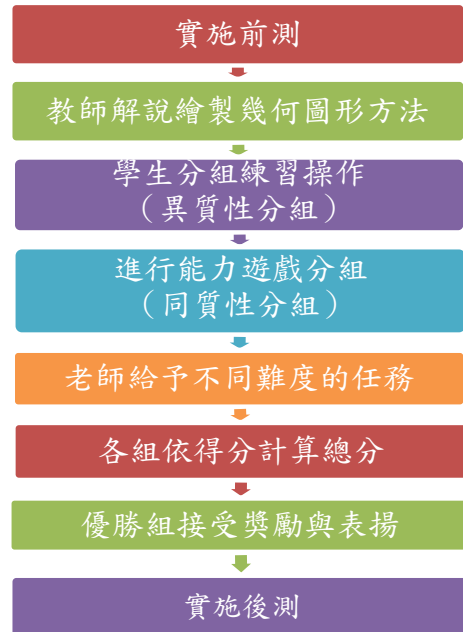 實施前測
教師解說繪製幾何圖形方法
學生分組練習操作
（異質性分組）
進行能力遊戲分組
（同質性分組）
老師給予不同難度的任務
各組依得分計算總分
優勝組接受獎勵與表揚
實施後測